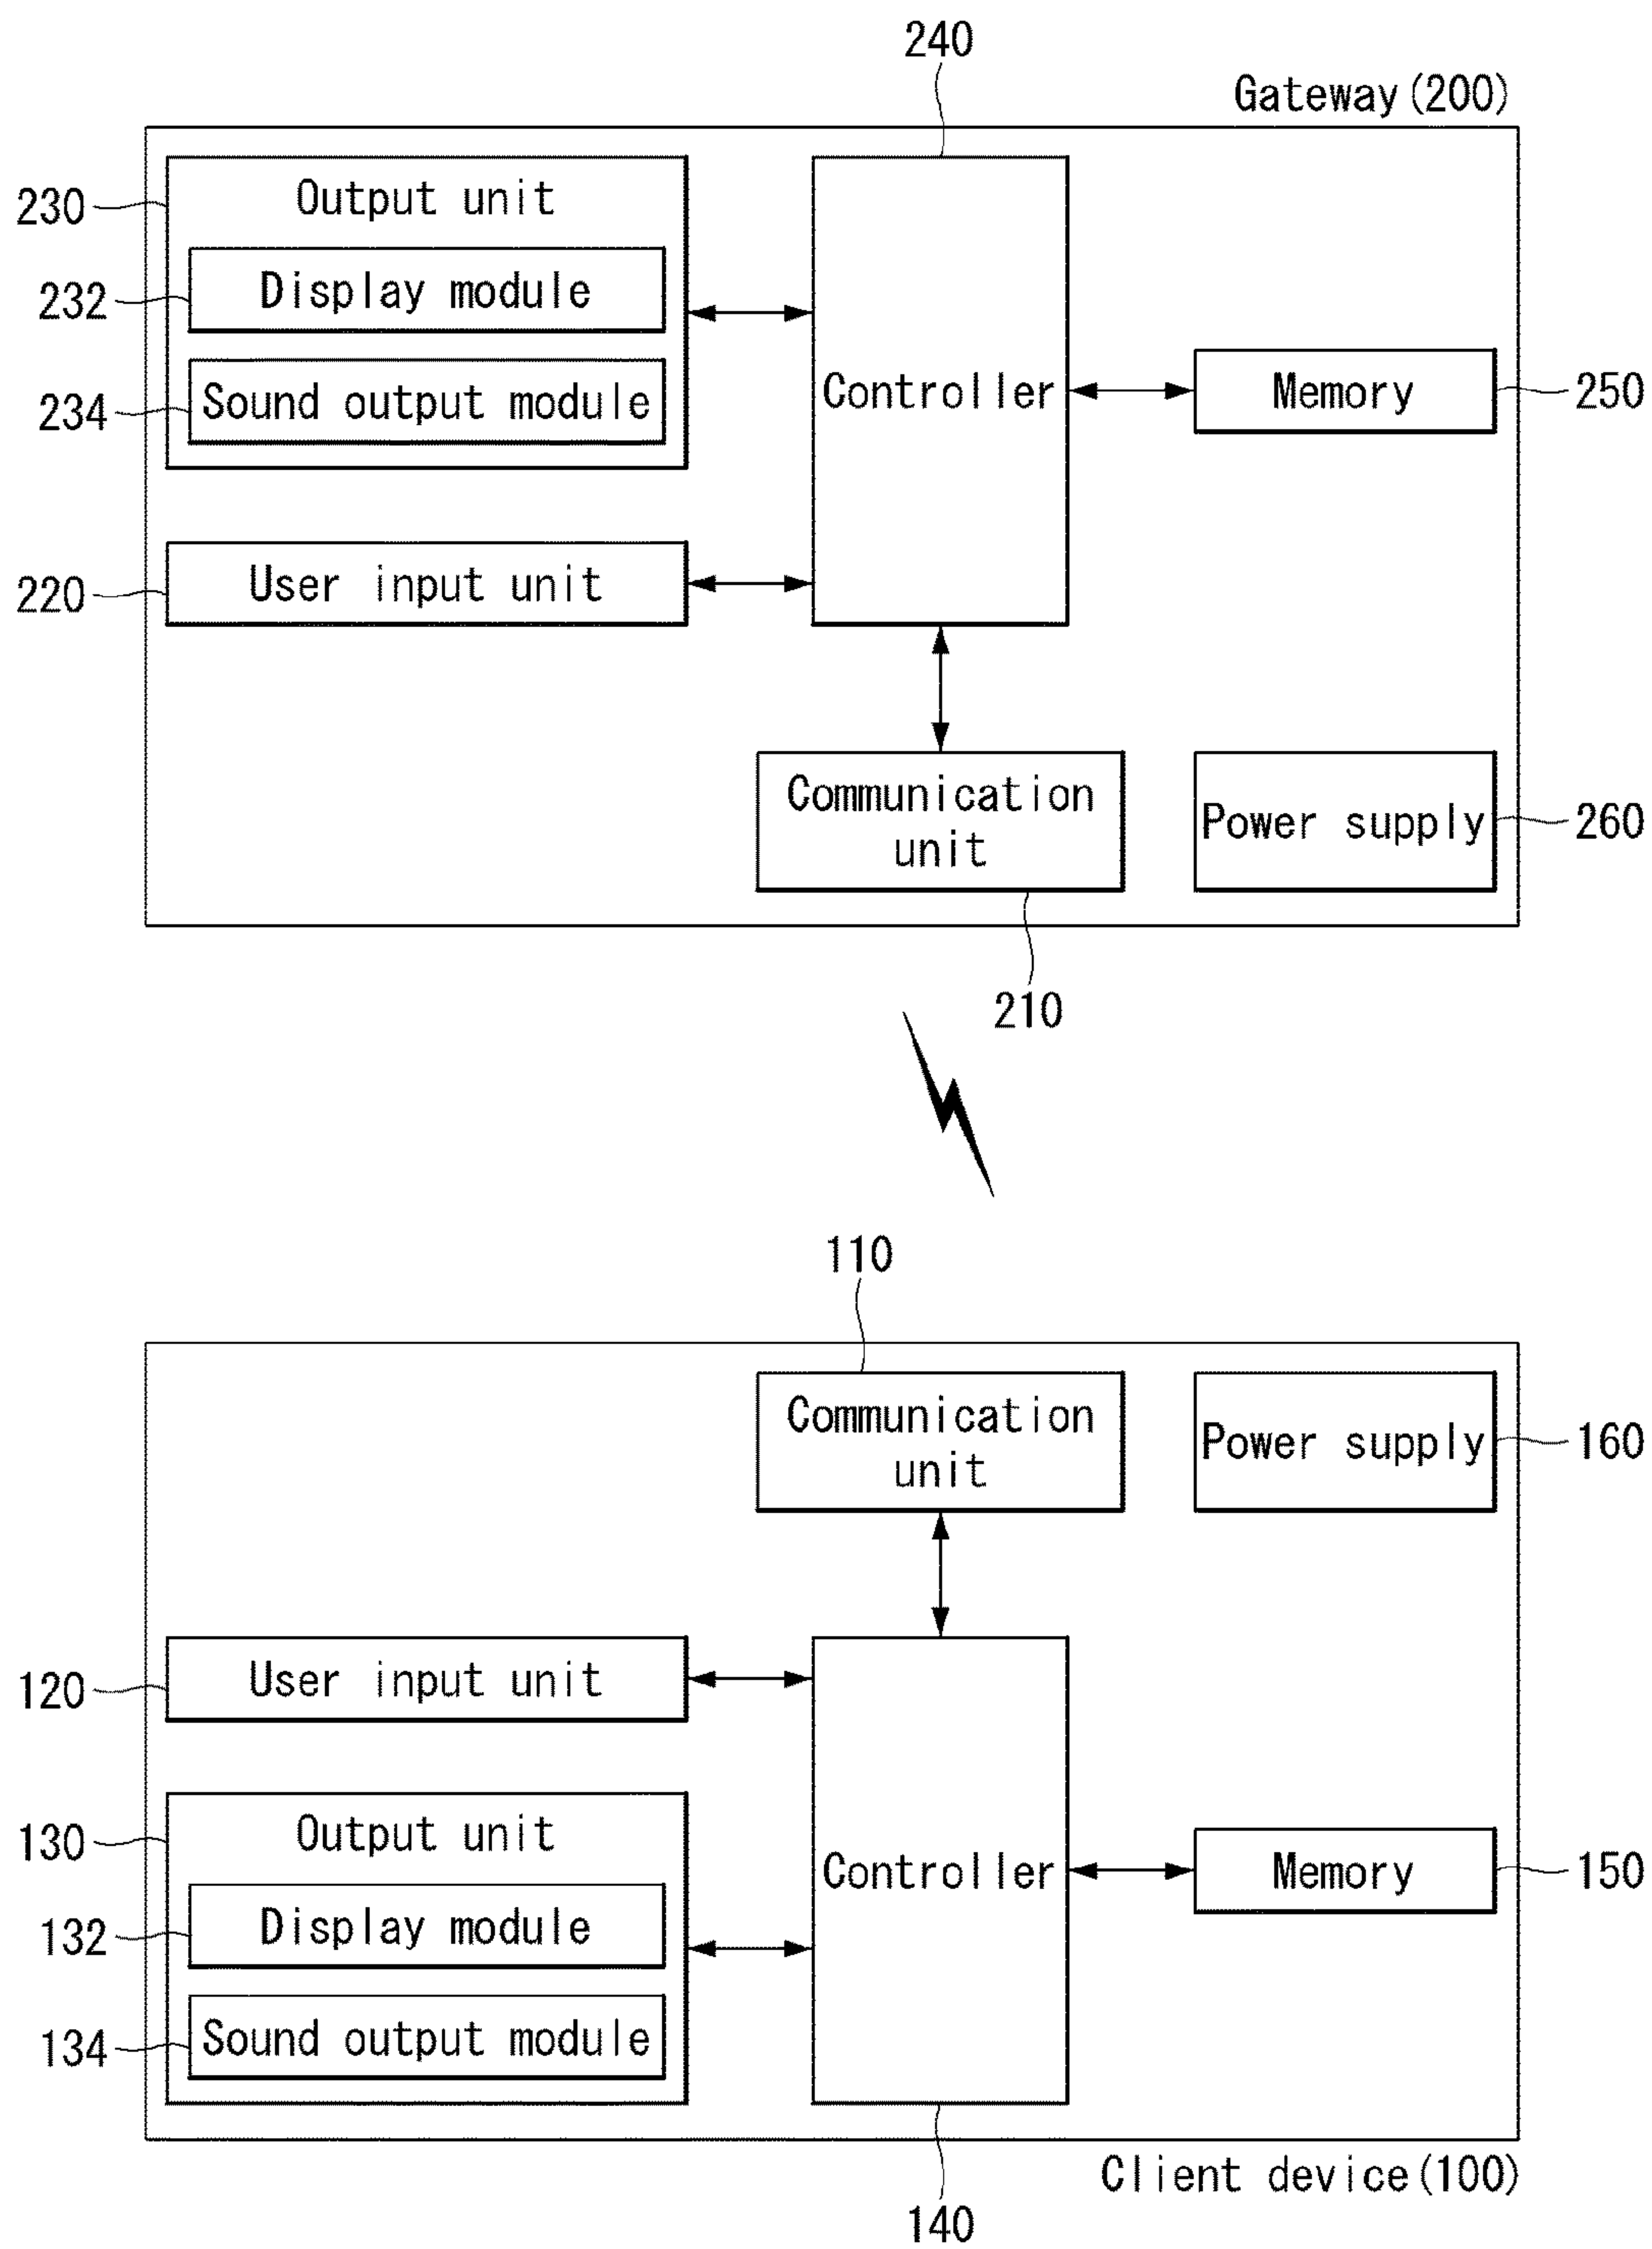 240
Gateway(200)
230
Output unit
232
Display module
234
Sound output module
Controller
Memory
250
220
User input unit
Communication
unit
Power supply
260
210
110
Communication
unit
Power supply
160
120
User input unit
130
Output unit
132
Display module
134
Sound output module
Controller
Memory
150
Client device(100)
140